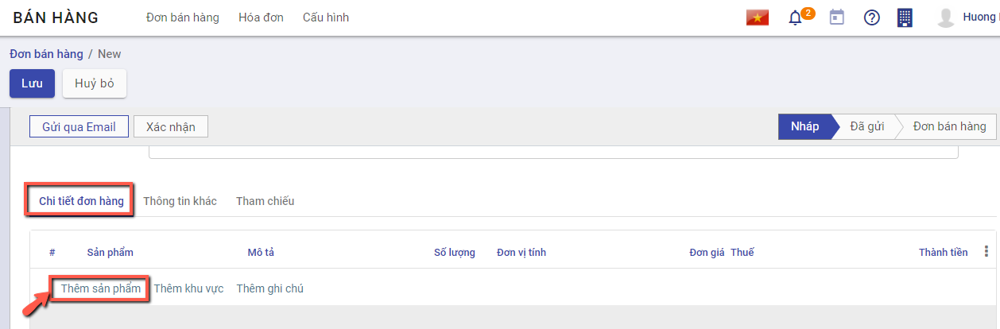 BÁN HÀNG Đơn bán hàng Hóa đơn Cấu hình 2 Huong
Đơn bán hàng / New
Lưu Huỷ bỏ
Gửi qua Email Xác nhận Nháp Đã gửi Đơn bán hàng
Chi tiết đơn hàng Thông tin khác Tham chiếu
# Sản phẩm Mô tả Số lượng Đơn vị tính Đơn giá Thuế Thành tiền
Thêm sản phẩm Thêm khu vực Thêm ghi chú